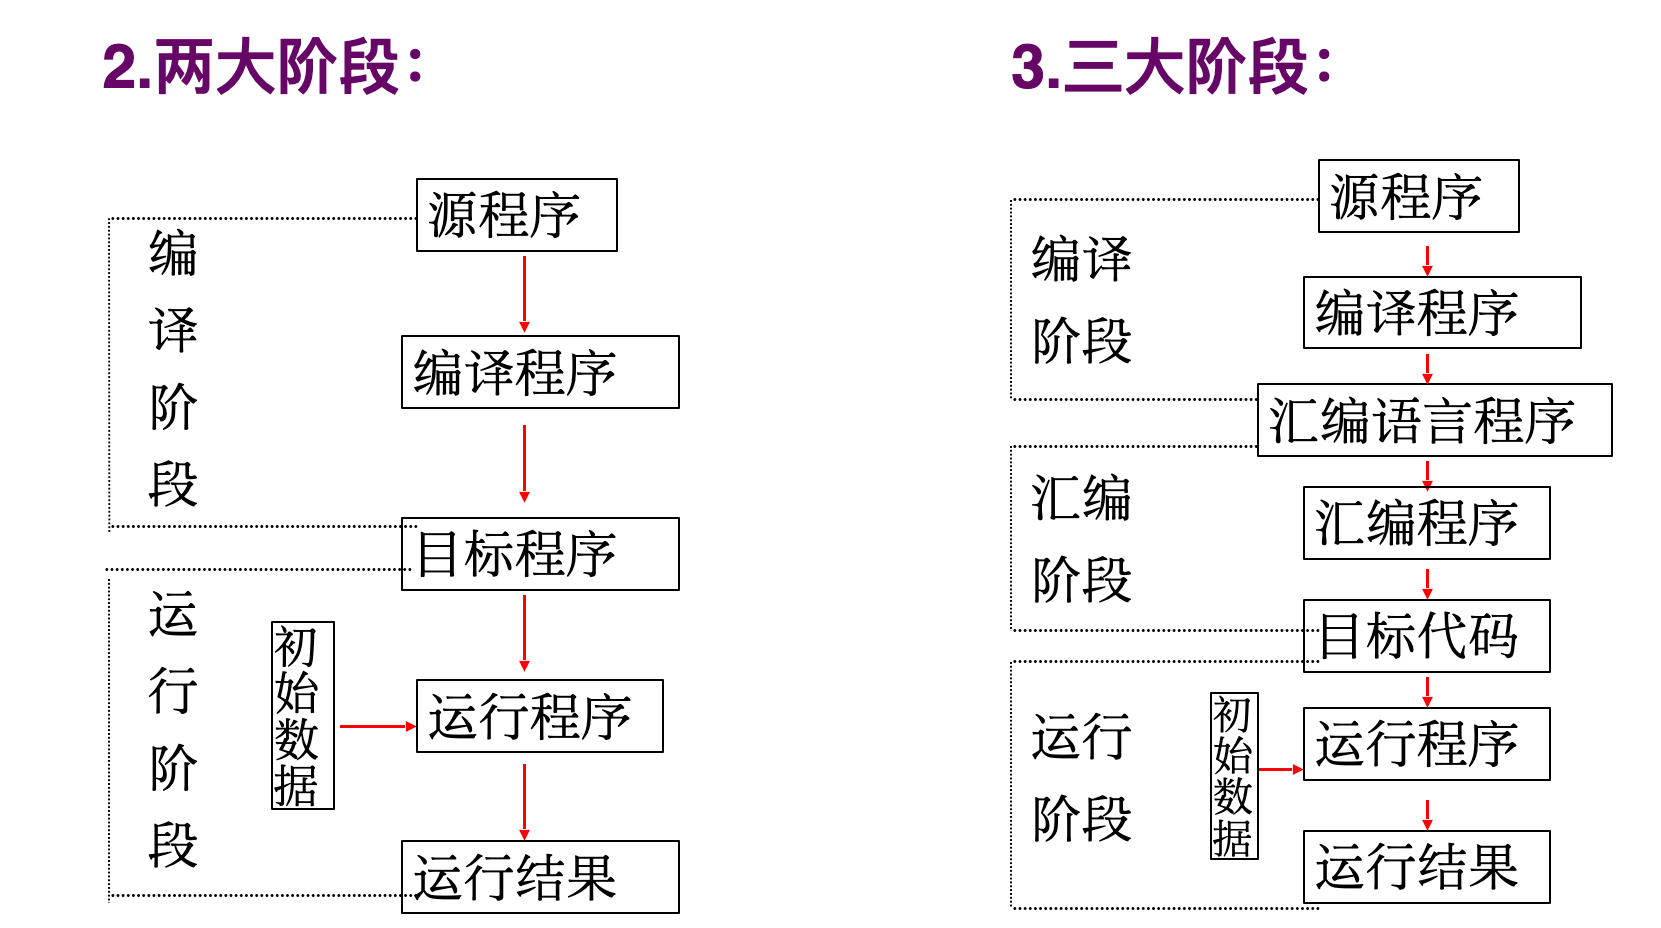 2.两大阶段：
源程序
编
译
阶
段
编译程序
目标程序
运
行
阶
段
初
始
数
据
运行程序
运行结果
3.三大阶段：
源程序
编译
阶段
编译程序
汇编语言程序
汇编
阶段
汇编程序
目标代码
运行
阶段
初
始
数
据
运行程序
运行结果